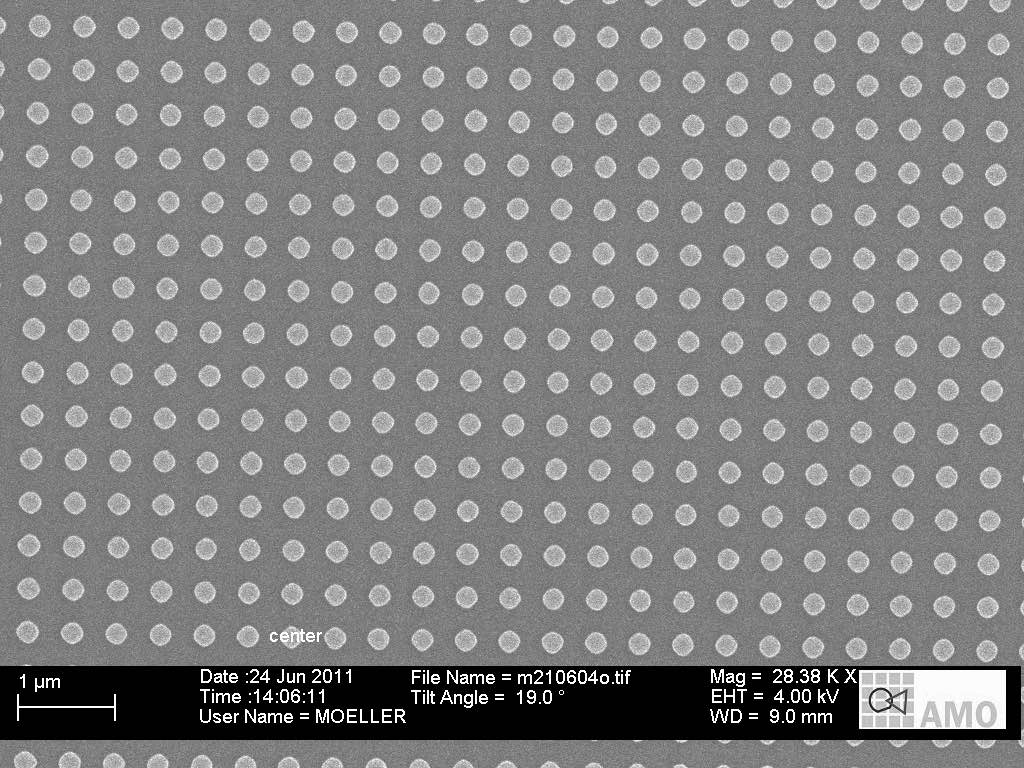 center
1 µm
Date :24 Jun 2011
Time :14:06:11
User Name = MOELLER
File Name = m210604o.tif
Tilt Angle = 19.0 °
Mag = 28.38 K X
EHT = 4.00 kV
WD = 9.0 mm
AMO